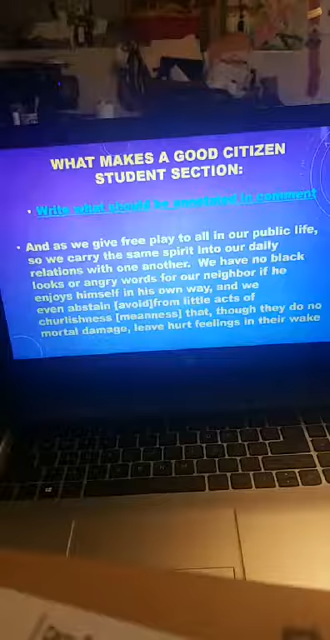 WHAT MAKES A GOOD CITIZEN
STUDENT SECTION:
• Write what should be annotated in comment
• And as we give free play to all in our public life,
so we carry the same spirit into our daily
relations with one another. We have no black
looks or angry words for our neighbor if he
enjoys himself in his own way, and we
even abstain [avoid]from little acts of
churlishness [meanness] that, though they do no
mortal damage, leave hurt feelings in their wake